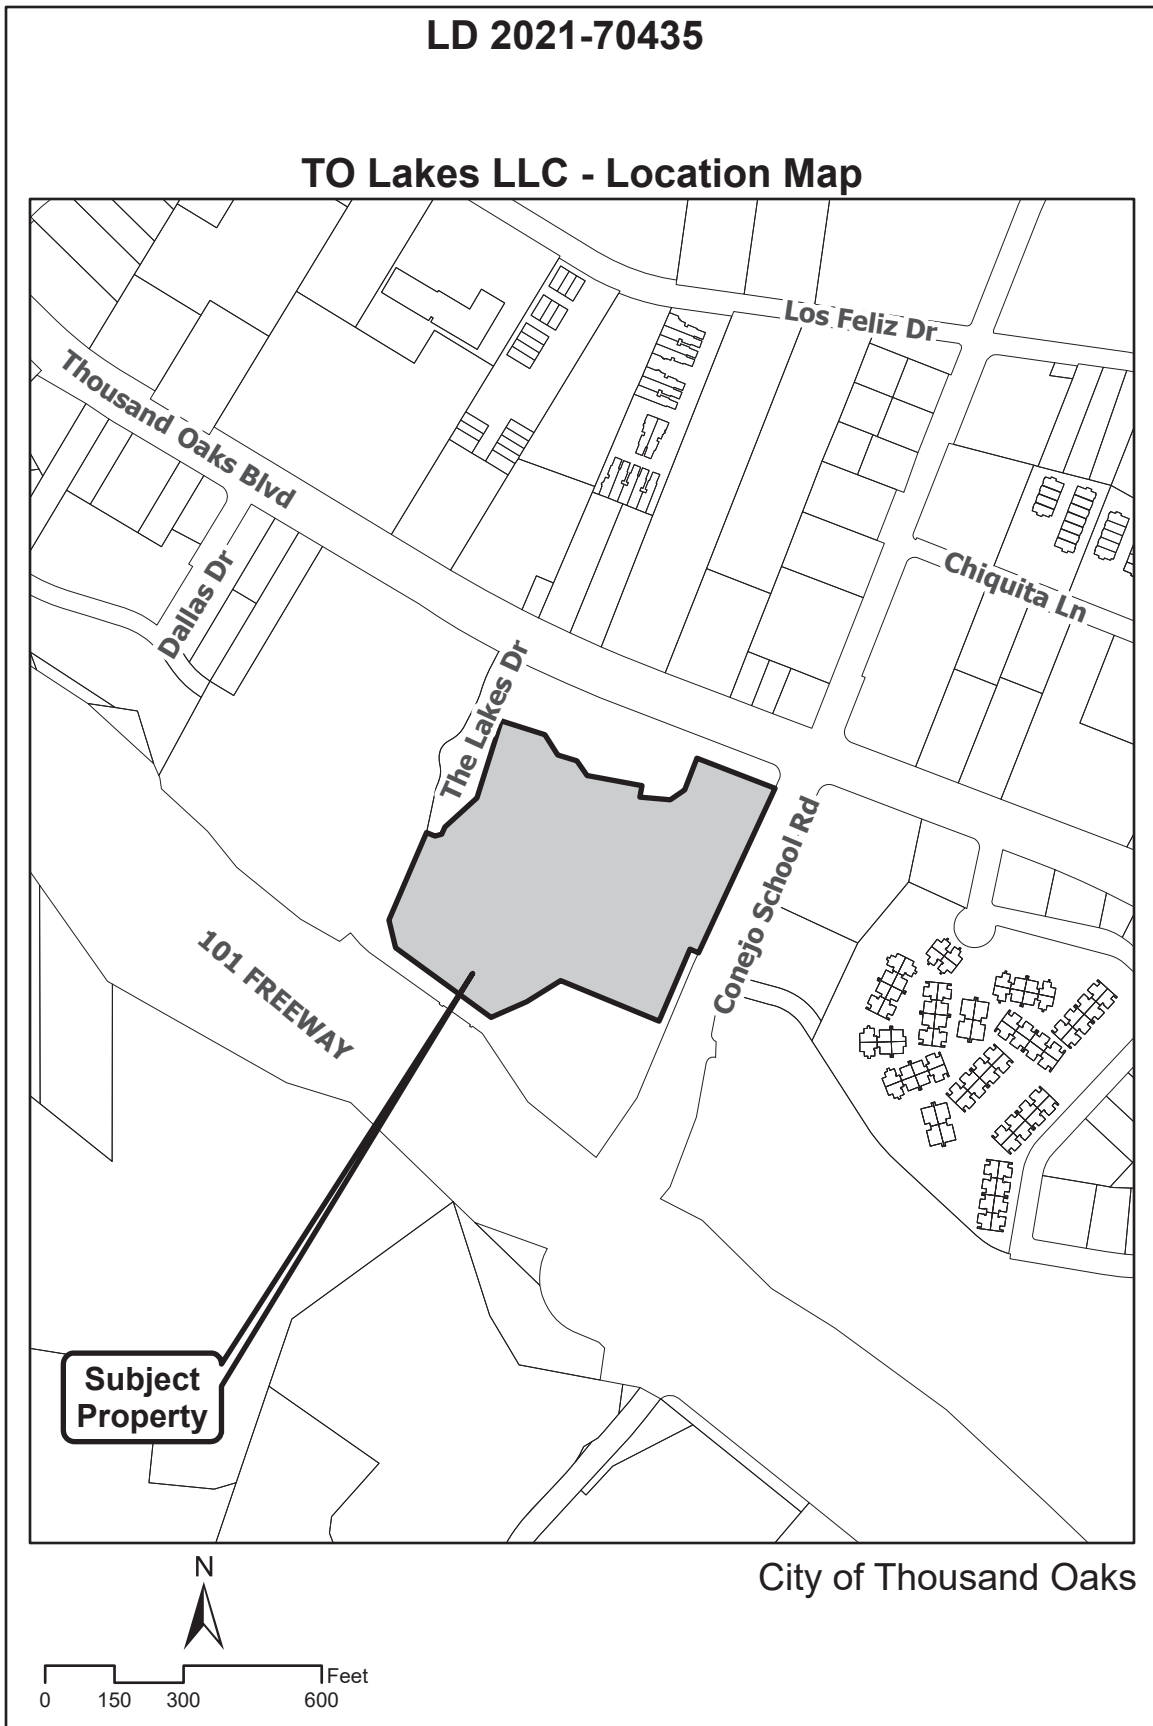 LD 2021-70435
TO Lakes LLC - Location Map
Los Feliz Dr
Thousand Oaks Blvd
Dallas Dr
Chiquita Ln
The Lakes Dr
Conejo School Rd
101 FREEWAY
Subject
Property
N
City of Thousand Oaks
Feet
0 150 300 600